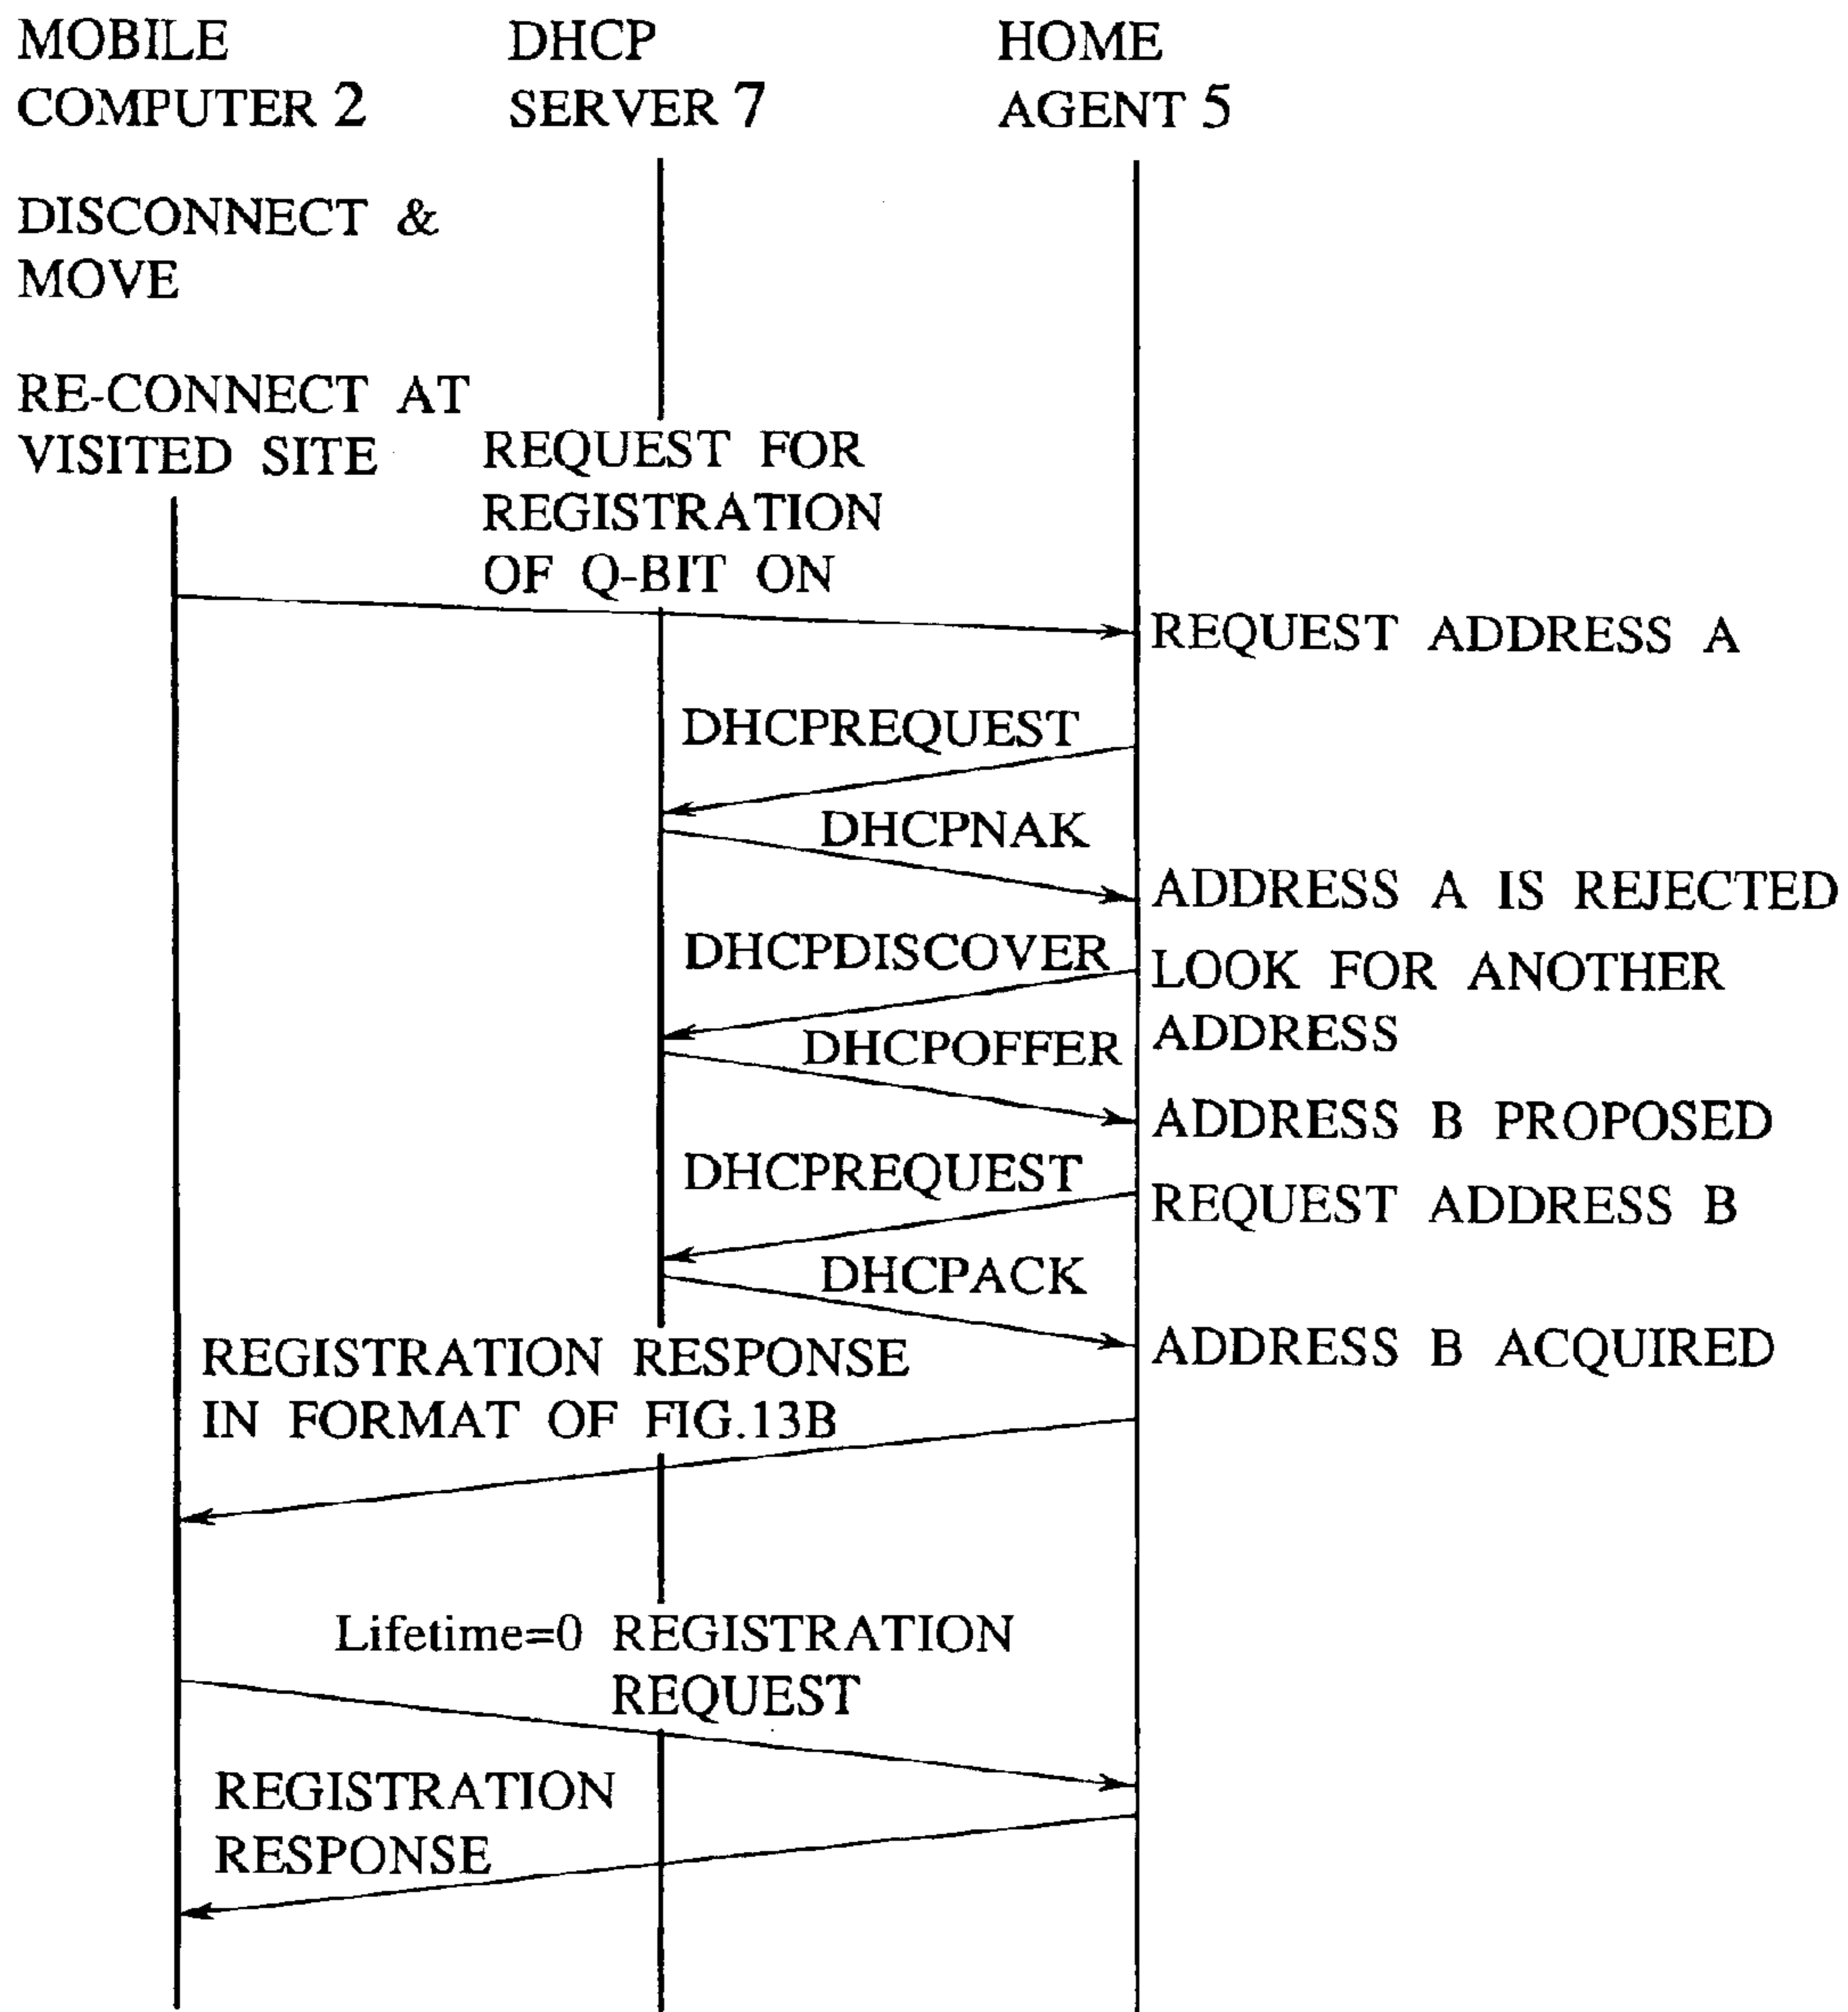 MOBILE
COMPUTER 2
DHCP
SERVER 7
HOME
AGENT 5
DISCONNECT &
MOVE
RE-CONNECT AT
VISITED SITE
REQUEST FOR
REGISTRATION
OF Q-BIT ON
REQUEST ADDRESS A
DHCPREQUEST
DHCPNAK
ADDRESS A IS REJECTED
DHCPDISCOVER
LOOK FOR ANOTHER
ADDRESS
DHCPOFFER
ADDRESS B PROPOSED
DHCPREQUEST
REQUEST ADDRESS B
DHCPACK
ADDRESS B ACQUIRED
REGISTRATION RESPONSE
IN FORMAT OF FIG.13B
Lifetime=0 REGISTRATION
REQUEST
REGISTRATION
RESPONSE